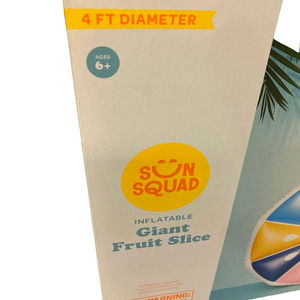 4 FT DIAMETER
AGES
6+
SUN
SQUAD
INFLATABLE
Giant
Fruit Slice
WARNING: